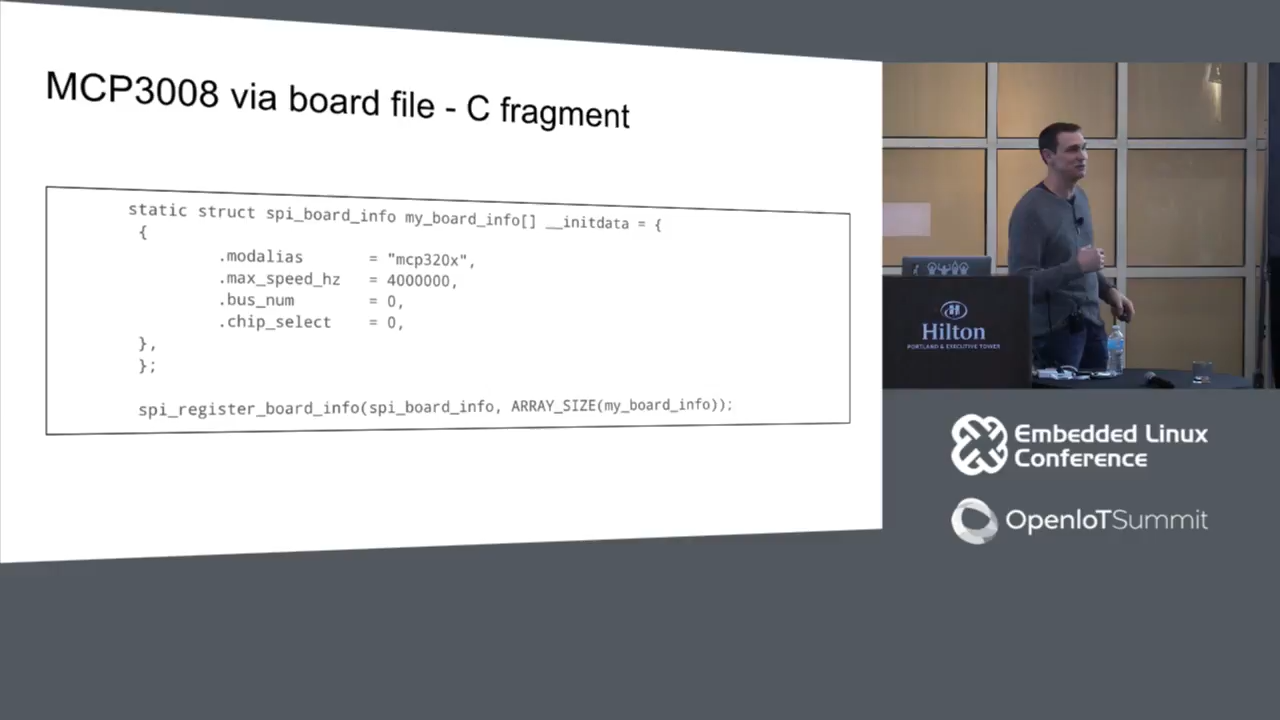 MCP3008 via board file - C fragment
static struct spi_board_info my_board_info[] __initdata = {
{
.modalias = "mcp320x",
.max_speed_hz = 4000000,
.bus_num = 0,
.chip_select = 0,
},
};
spi_register_board_info(spi_board_info, ARRAY_SIZE(my_board_info));
Hilton
PORTLAND & EXECUTIVE TOWER
Embedded Linux
Conference
OpenIoTSummit